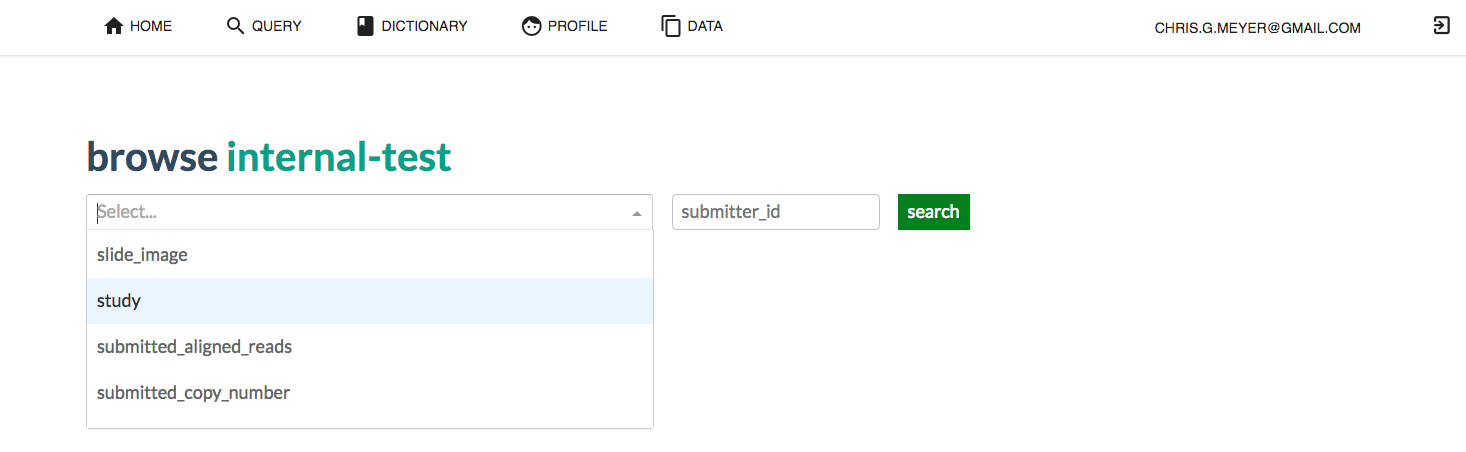 HOME QUERY DICTIONARY PROFILE DATA CHRIS.G.MEYER@GMAIL.COM
browse internal-test
Select... submitter_id search
slide_image
study
submitted_aligned_reads
submitted_copy_number